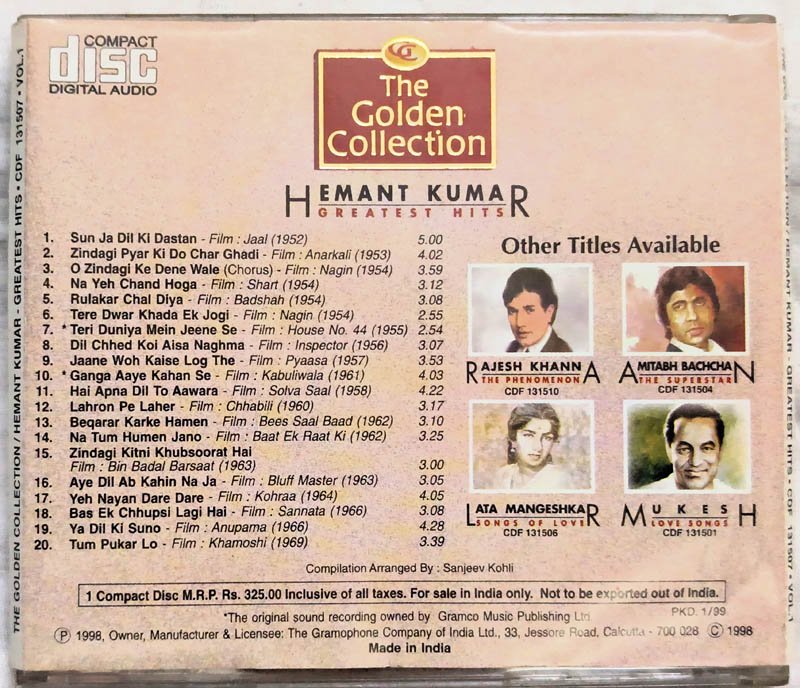 COMPACT
disc
DIGITAL AUDIO
GC
The
Golden
Collection
HEMANT KUMAR
GREATEST HITS
1. Sun Ja Dil Ki Dastan - Film : Jaal (1952) 5.00
2. Zindagi Pyar Ki Do Char Ghadi - Film : Anarkali (1953) 4.02
3. O Zindagi Ke Dene Wale (Chorus) - Film : Nagin (1954) 3.59
4. Na Yeh Chand Hoga - Film : Shart (1954) 3.12
5. Rulakar Chal Diya - Film : Badshah (1954) 3.08
6. Tere Dwar Khada Ek Jogi - Film : Nagin (1954) 2.55
7. * Teri Duniya Mein Jeene Se - Film : House No. 44 (1955) 2.54
8. Dil Chhed Koi Aisa Naghma - Film : Inspector (1956) 3.07
9. Jaane Woh Kaise Log The - Film : Pyaasa (1957) 3.53
10. * Ganga Aaye Kahan Se - Film : Kabuliwala (1961) 4.03
11. Hai Apna Dil To Aawara - Film : Solva Saal (1958) 4.22
12. Lahron Pe Laher - Film : Chhabili (1960) 3.17
13. Beqarar Karke Hamen - Film : Bees Saal Baad (1962) 3.10
14. Na Tum Humen Jano - Film : Baat Ek Raat Ki (1962) 3.25
15. Zindagi Kitni Khubsoorat Hai
Film : Bin Badal Barsaat (1963) 3.00
16. Aye Dil Ab Kahin Na Ja - Film : Bluff Master (1963) 3.05
17. Yeh Nayan Dare Dare - Film : Kohraa (1964) 4.05
18. Bas Ek Chhupsi Lagi Hai - Film : Sannata (1966) 3.08
19. Ya Dil Ki Suno - Film : Anupama (1966) 4.28
20. Tum Pukar Lo - Film : Khamoshi (1969) 3.39
Other Titles Available
RAJESH KHANNA
THE PHENOMENON
CDF 131510
AMITABH BACHCHAN
THE SUPERSTAR
CDF 131504
LATA MANGESHKAR
SONGS OF LOVE
CDF 131506
MUKESH
LOVE SONGS
CDF 131501
Compilation Arranged By : Sanjeev Kohli
1 Compact Disc M.R.P. Rs. 325.00 Inclusive of all taxes. For sale in India only. Not to be exported out of India.
*The original sound recording owned by Gramco Music Publishing Ltd.
PKD. 1/99
Ⓟ 1998, Owner, Manufacturer & Licensee: The Gramophone Company of India Ltd., 33, Jessore Road, Calcutta - 700 028 © 1998
Made in India
THE GOLDEN COLLECTION / HEMANT KUMAR - GREATEST HITS • CDF 131507 • VOL.1
/ HEMANT KUMAR - GREATEST HITS • CDF 131507 • VOL.1